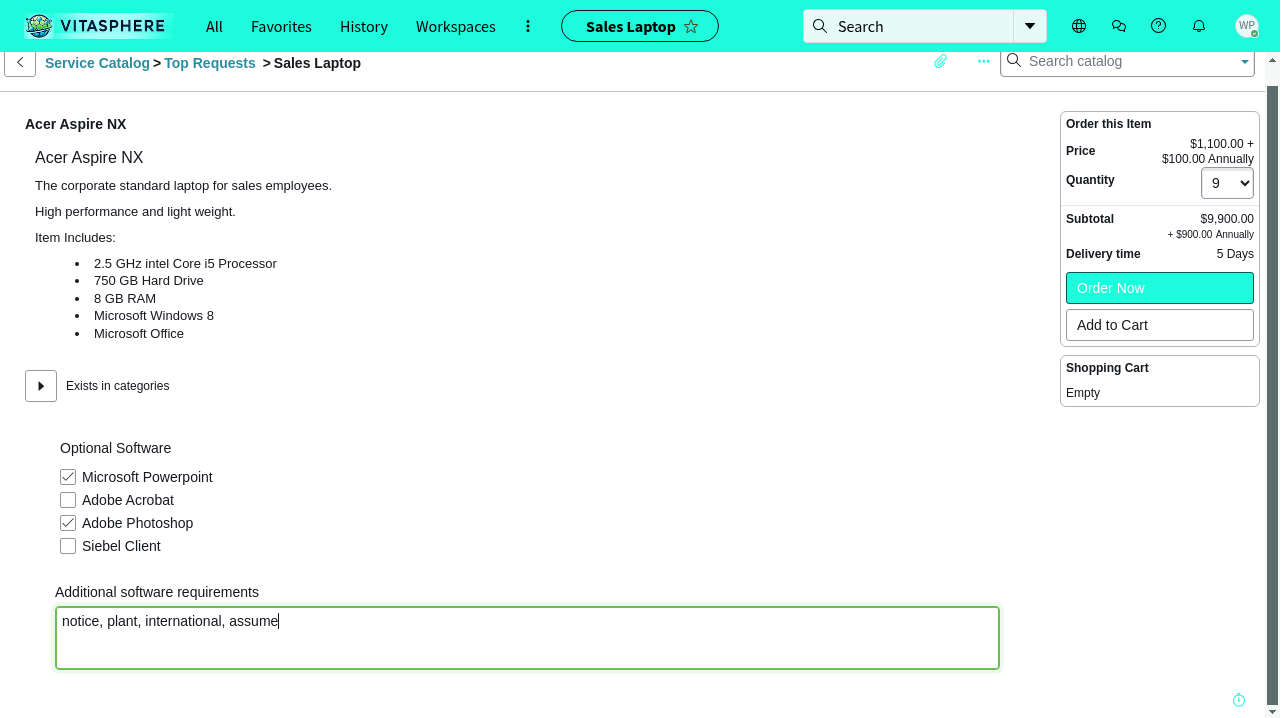 VITASPHERE
All
Favorites
History
Workspaces
Sales Laptop
Search
WP
Service Catalog > Top Requests > Sales Laptop
Search catalog
Acer Aspire NX
Acer Aspire NX
The corporate standard laptop for sales employees.
High performance and light weight.
Item Includes:
2.5 GHz intel Core i5 Processor
750 GB Hard Drive
8 GB RAM
Microsoft Windows 8
Microsoft Office
Exists in categories
Optional Software
Microsoft Powerpoint
Adobe Acrobat
Adobe Photoshop
Siebel Client
Additional software requirements
notice, plant, international, assume
Order this Item
Price
$1,100.00 +
$100.00 Annually
Quantity
9
Subtotal
$9,900.00
+ $900.00 Annually
Delivery time
5 Days
Order Now
Add to Cart
Shopping Cart
Empty